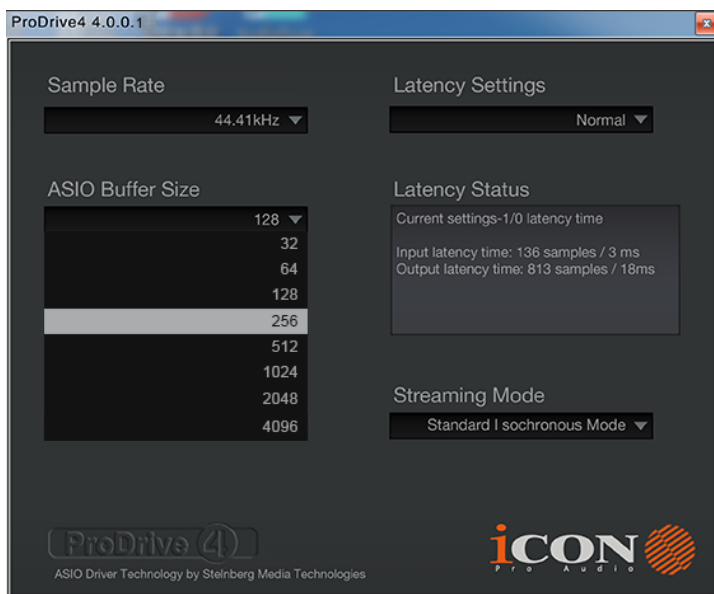 ProDrive4 4.0.0.1
Sample Rate
44.41kHz
Latency Settings
Normal
ASIO Buffer Size
128
32
64
128
256
512
1024
2048
4096
Latency Status
Current settings-1/0 latency time
Input latency time: 136 samples / 3 ms
Output latency time: 813 samples / 18ms
Streaming Mode
Standard I sochronous Mode
ProDrive 4
ASIO Driver Technology by Stelnberg Media Technologies
iCON
Pro Audio